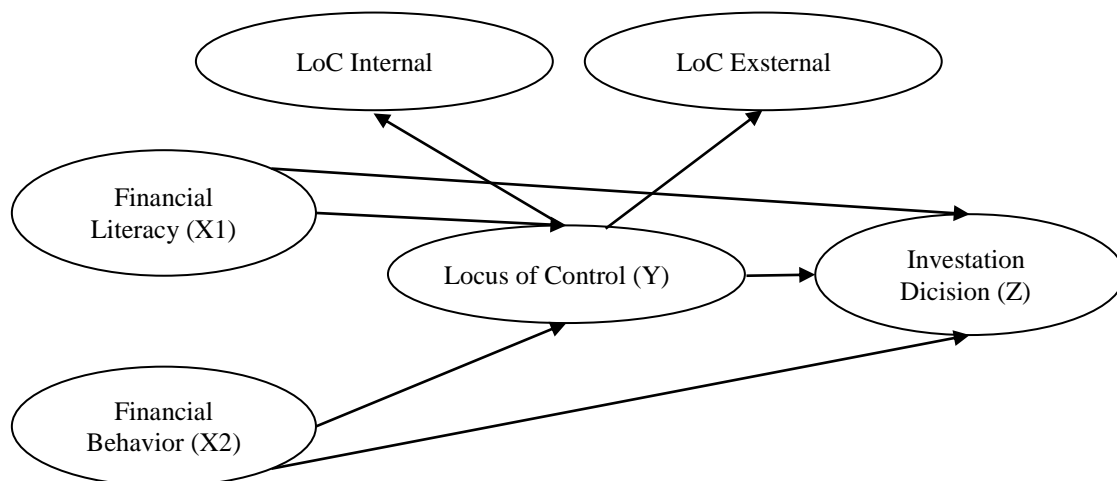 LoC Internal
LoC Exsternal
Financial
Literacy (X1)
Locus of Control (Y)
Investation
Dicision (Z)
Financial
Behavior (X2)